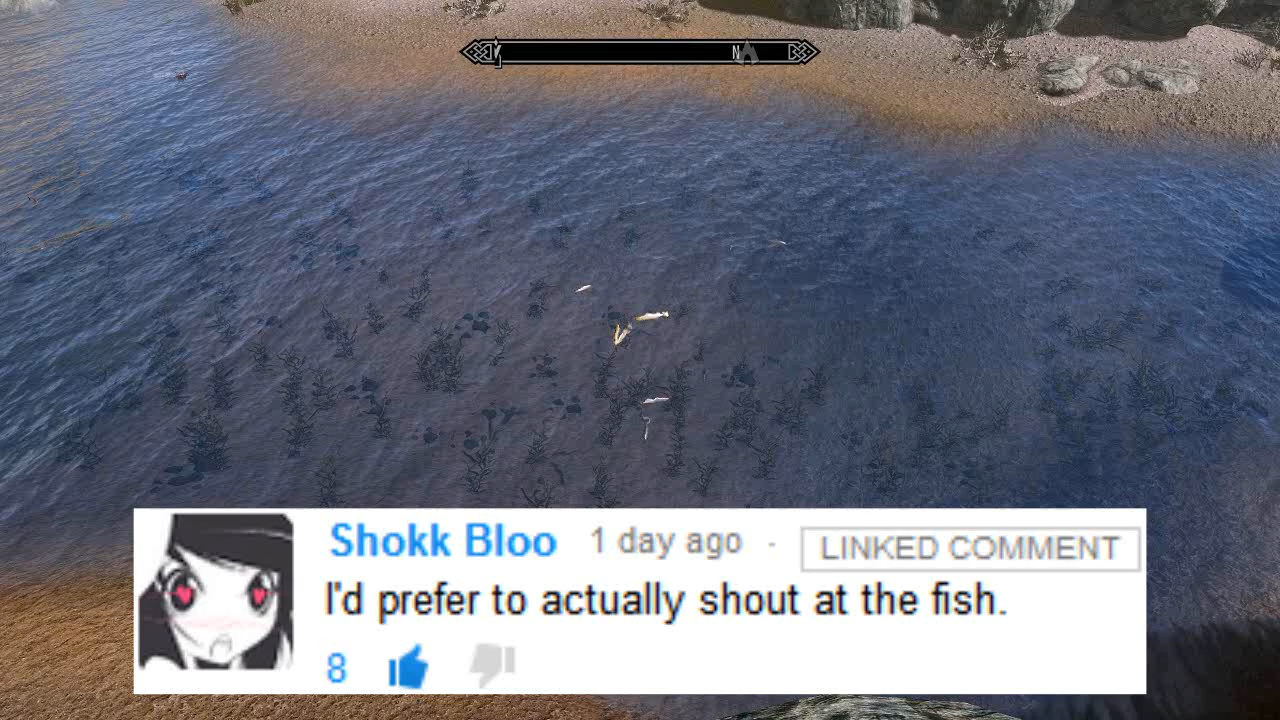 N
Shokk Bloo 1 day ago · LINKED COMMENT
I'd prefer to actually shout at the fish.
8